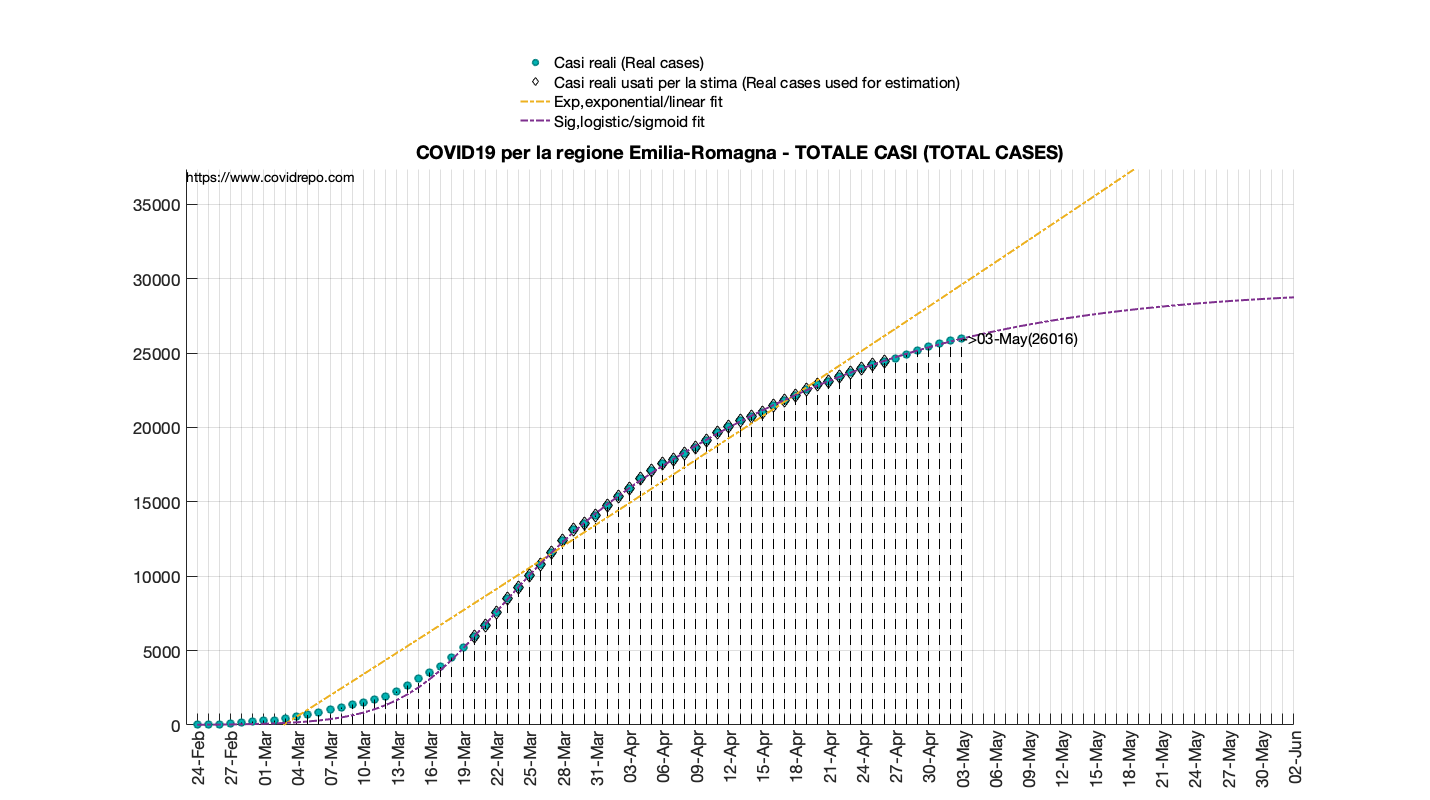 Casi reali (Real cases)
Casi reali usati per la stima (Real cases used for estimation)
Exp,exponential/linear fit
Sig,logistic/sigmoid fit
COVID19 per la regione Emilia-Romagna - TOTALE CASI (TOTAL CASES)
https://www.covidrepo.com
35000
30000
25000
20000
15000
10000
5000
0
->03-May(26016)
24-Feb
27-Feb
01-Mar
04-Mar
07-Mar
10-Mar
13-Mar
16-Mar
19-Mar
22-Mar
25-Mar
28-Mar
31-Mar
03-Apr
06-Apr
09-Apr
12-Apr
15-Apr
18-Apr
21-Apr
24-Apr
27-Apr
30-Apr
03-May
06-May
09-May
12-May
15-May
18-May
21-May
24-May
27-May
30-May
02-Jun